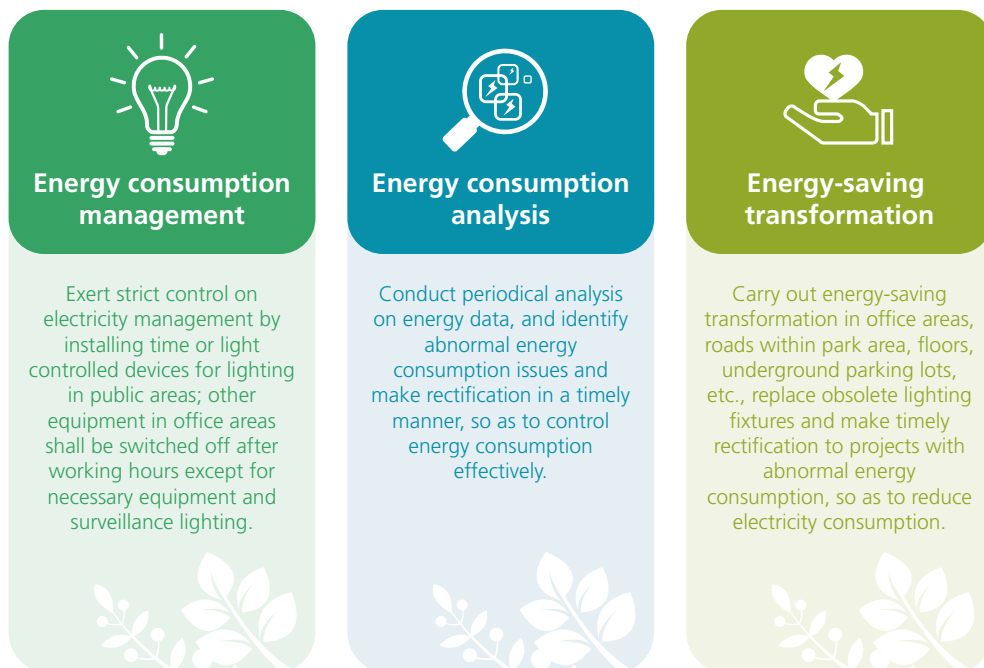 Energy consumption
management
Exert strict control on
electricity management by
installing time or light
controlled devices for lighting
in public areas; other
equipment in office areas
shall be switched off after
working hours except for
necessary equipment and
surveillance lighting.
Energy consumption
analysis
Conduct periodical analysis
on energy data, and identify
abnormal energy
consumption issues and
make rectification in a timely
manner, so as to control
energy consumption
effectively.
Energy-saving
transformation
Carry out energy-saving
transformation in office areas,
roads within park area, floors,
underground parking lots,
etc., replace obsolete lighting
fixtures and make timely
rectification to projects with
abnormal energy
consumption, so as to reduce
electricity consumption.